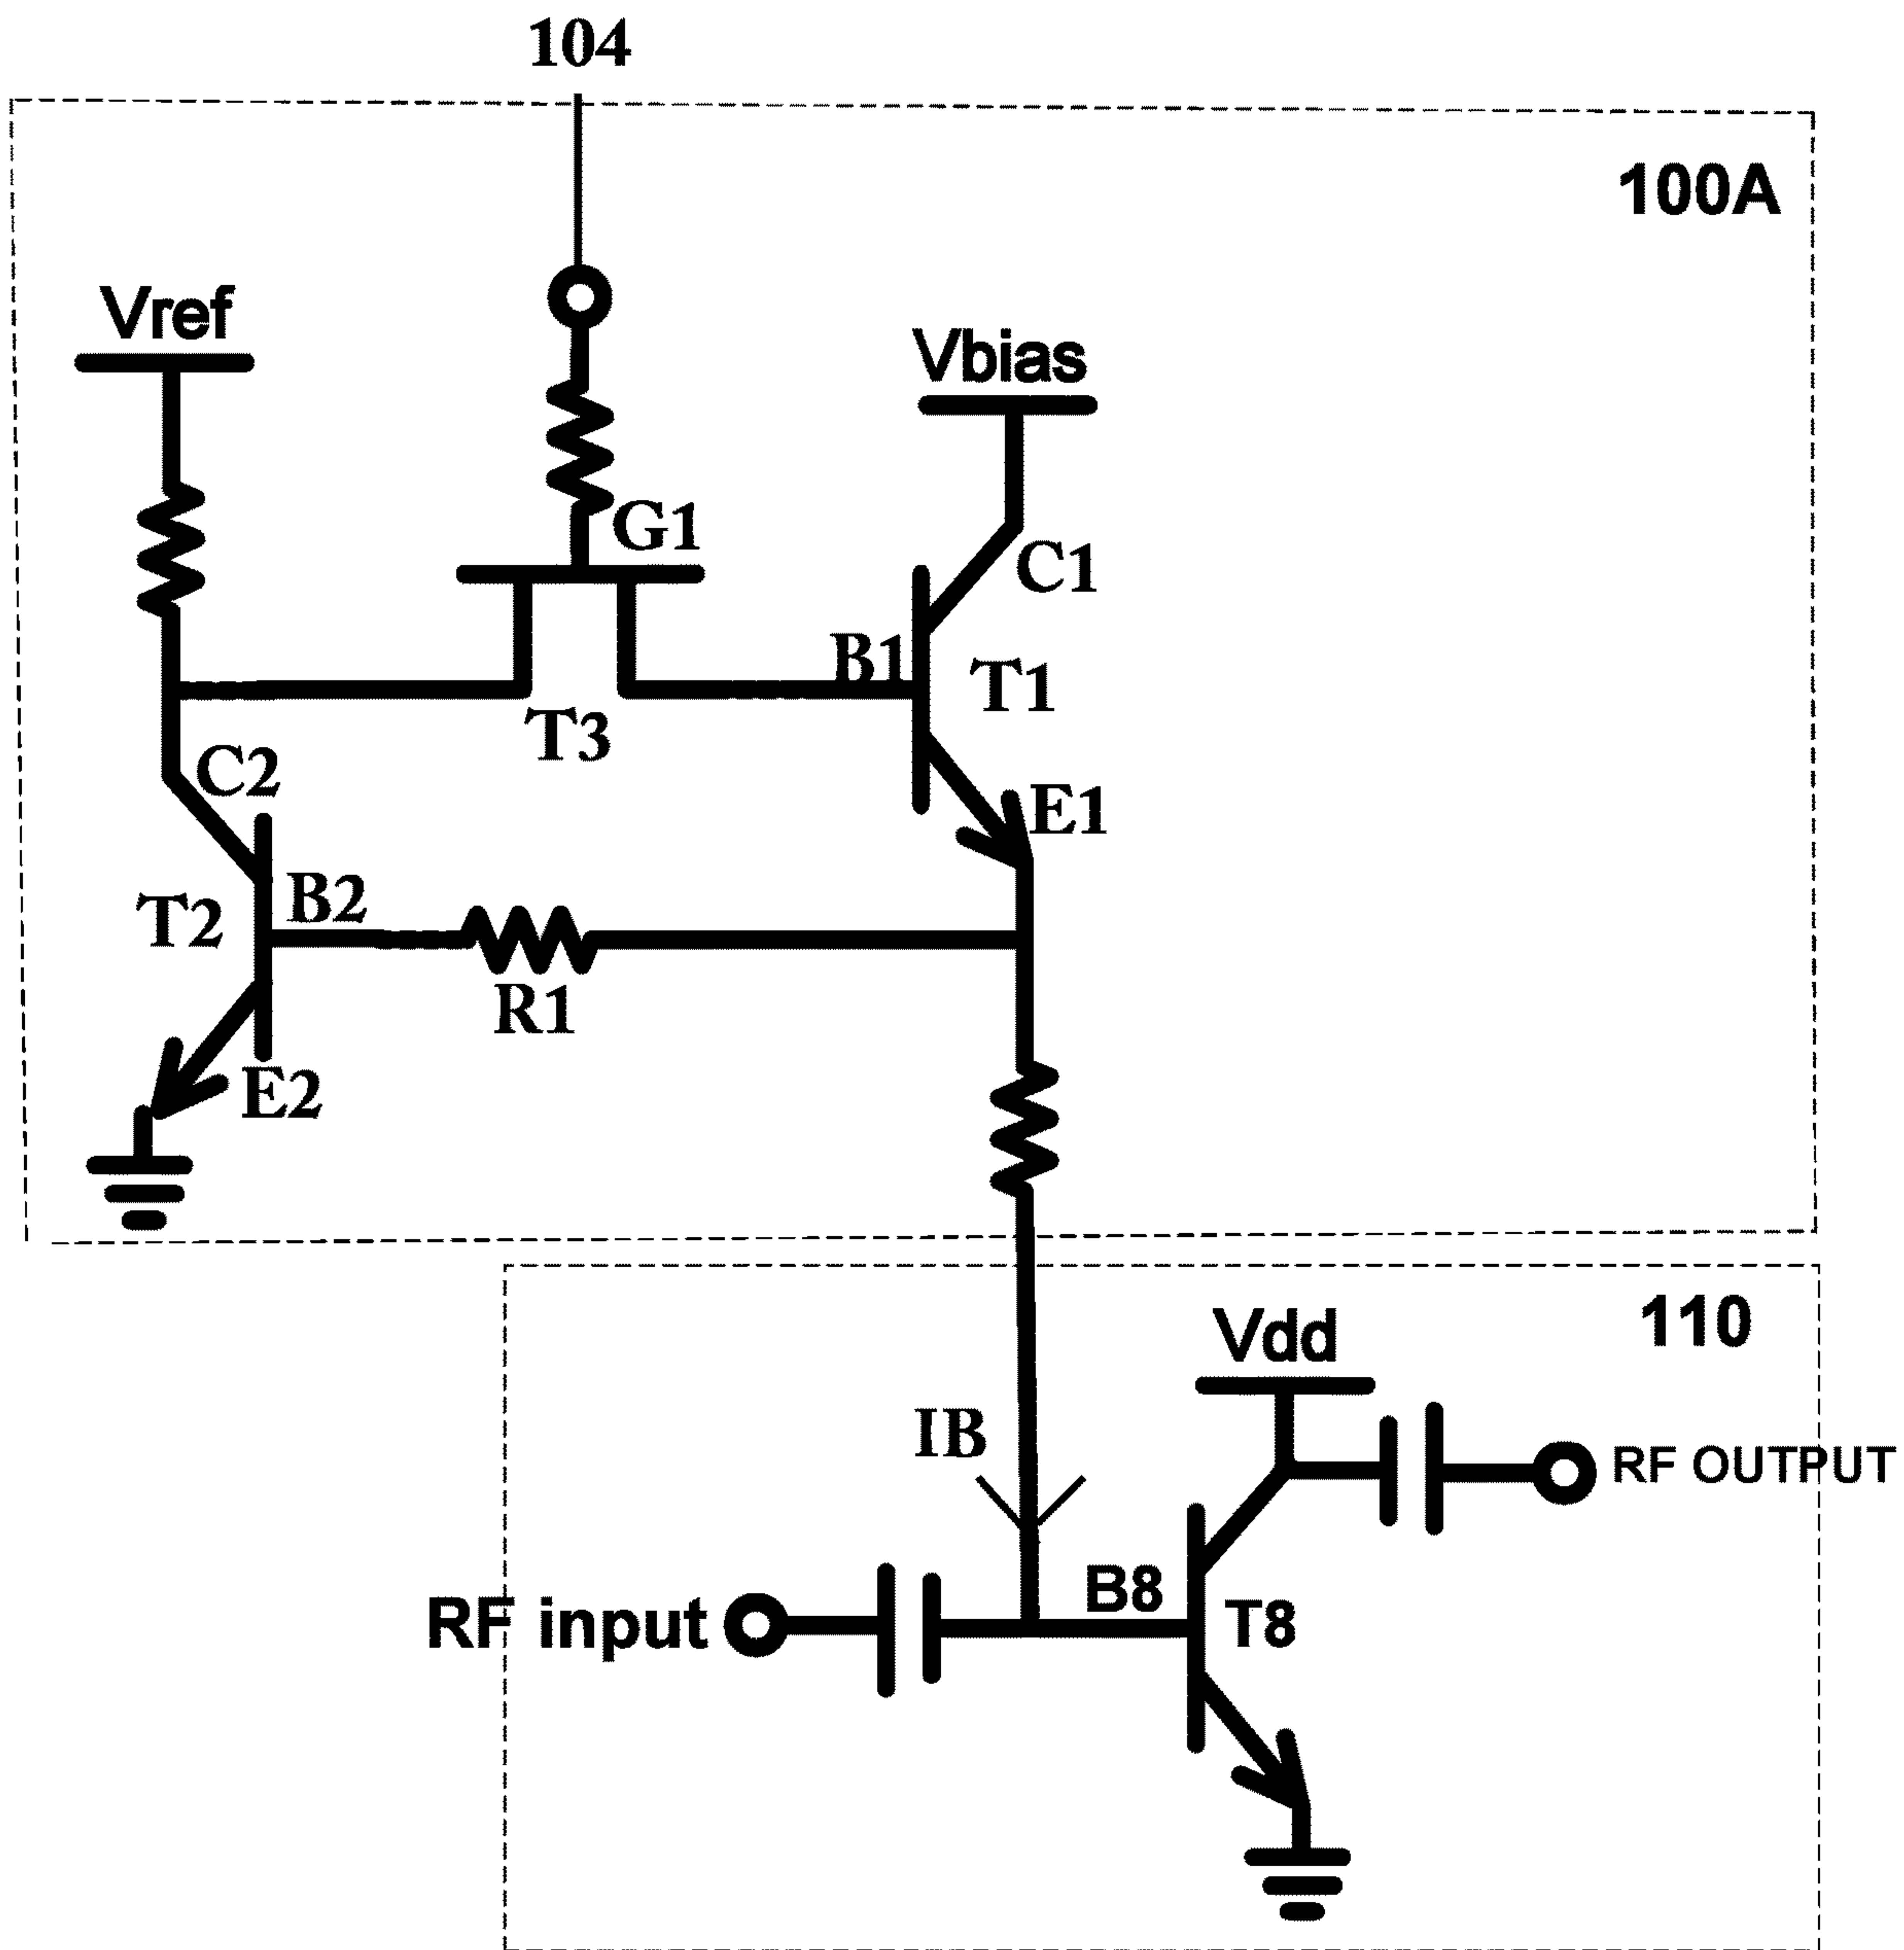 104
100A
Vref
Vbias
G1
C1
B1
T1
T3
C2
E1
B2
T2
R1
E2
110
Vdd
IB
RF OUTPUT
B8
RF input
T8